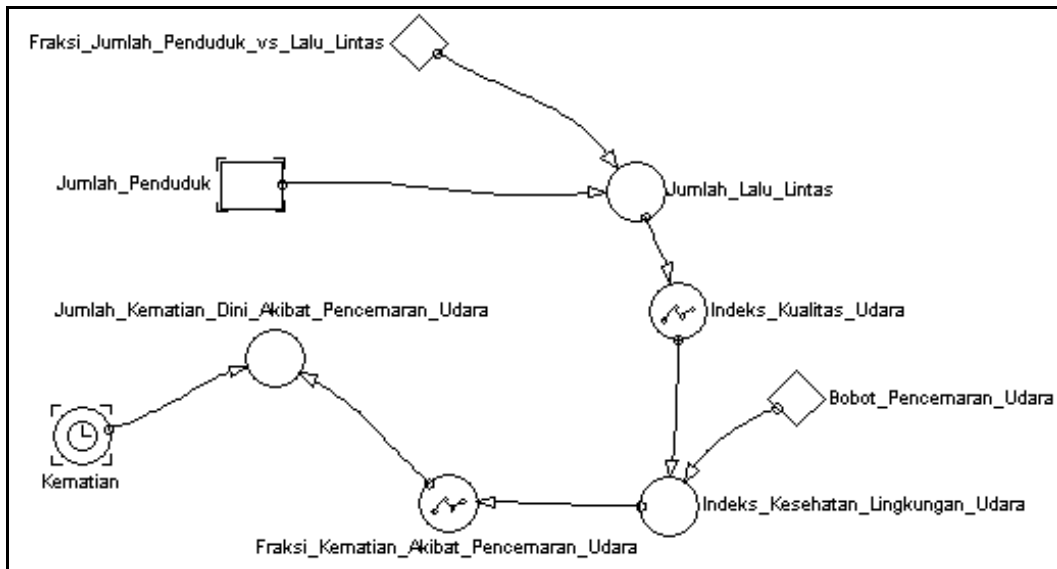 Fraksi_Jumlah_Penduduk_vs_Lalu_Lintas
Jumlah_Penduduk
Jumlah_Lalu_Lintas
Jumlah_Kematian_Dini_Akibat_Pencemaran_Udara
Indeks_Kualitas_Udara
Bobot_Pencemaran_Udara
Kematian
Indeks_Kesehatan_Lingkungan_Udara
Fraksi_Kematian_Akibat_Pencemaran_Udara